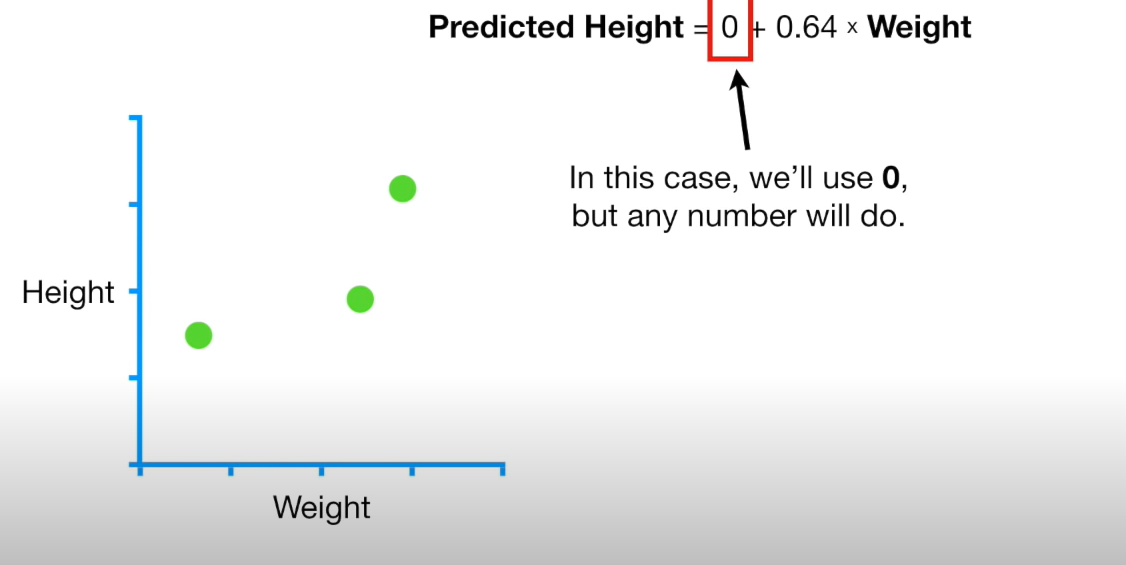 Predicted Height = 0 + 0.64 x Weight
In this case, we'll use 0,
but any number will do.
Height
Weight